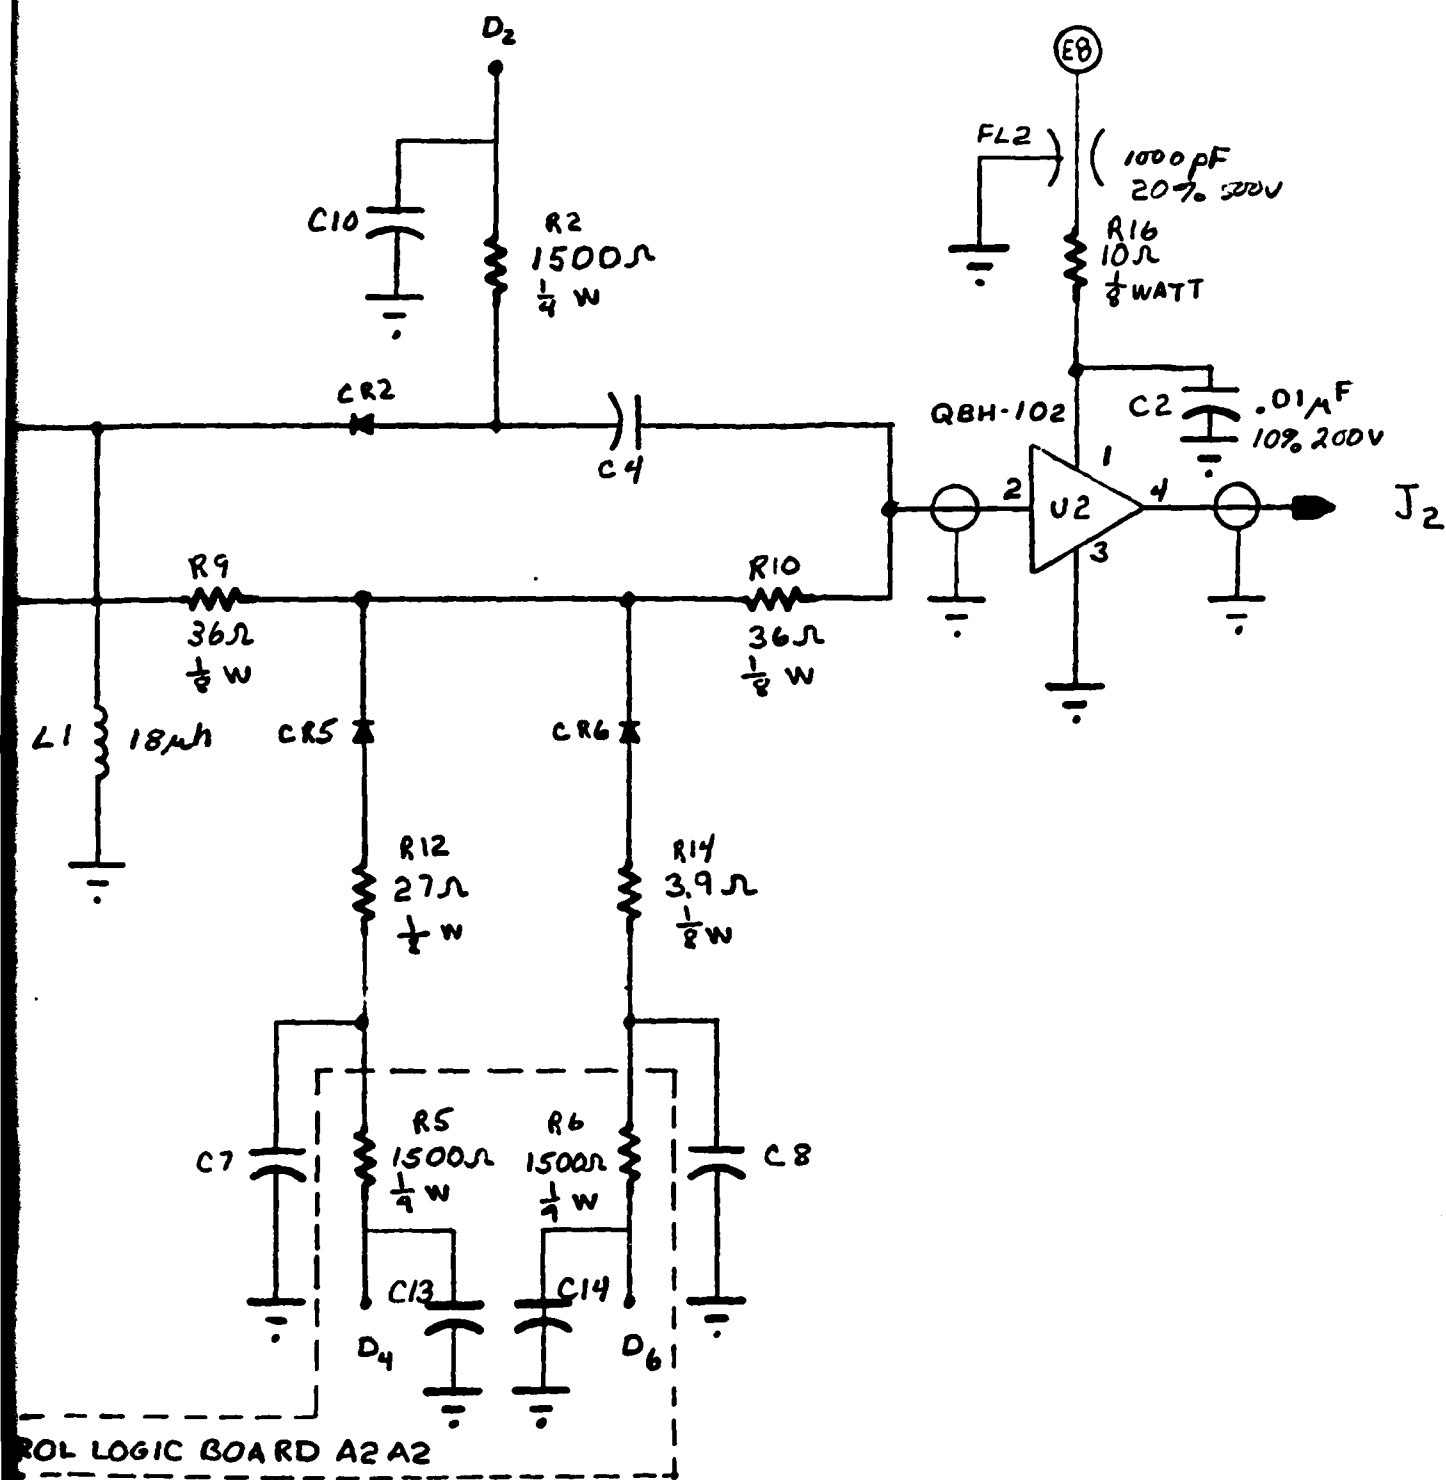 D2
E8
FL2
1000 pF
20% 500V
C10
R2
1500Ω
1/4 W
R16
10Ω
1/8 WATT
CR2
C4
QBH-102
C2
.01μF
10% 200V
1
2
U2
4
3
J2
R9
36Ω
1/8 W
R10
36Ω
1/8 W
L1
18μh
CR5
CR6
R12
27Ω
1/8 W
R14
3.9Ω
1/8 W
C7
R5
1500Ω
1/4 W
R6
1500Ω
1/4 W
C8
C13
C14
D4
D6
ROL LOGIC BOARD A2A2